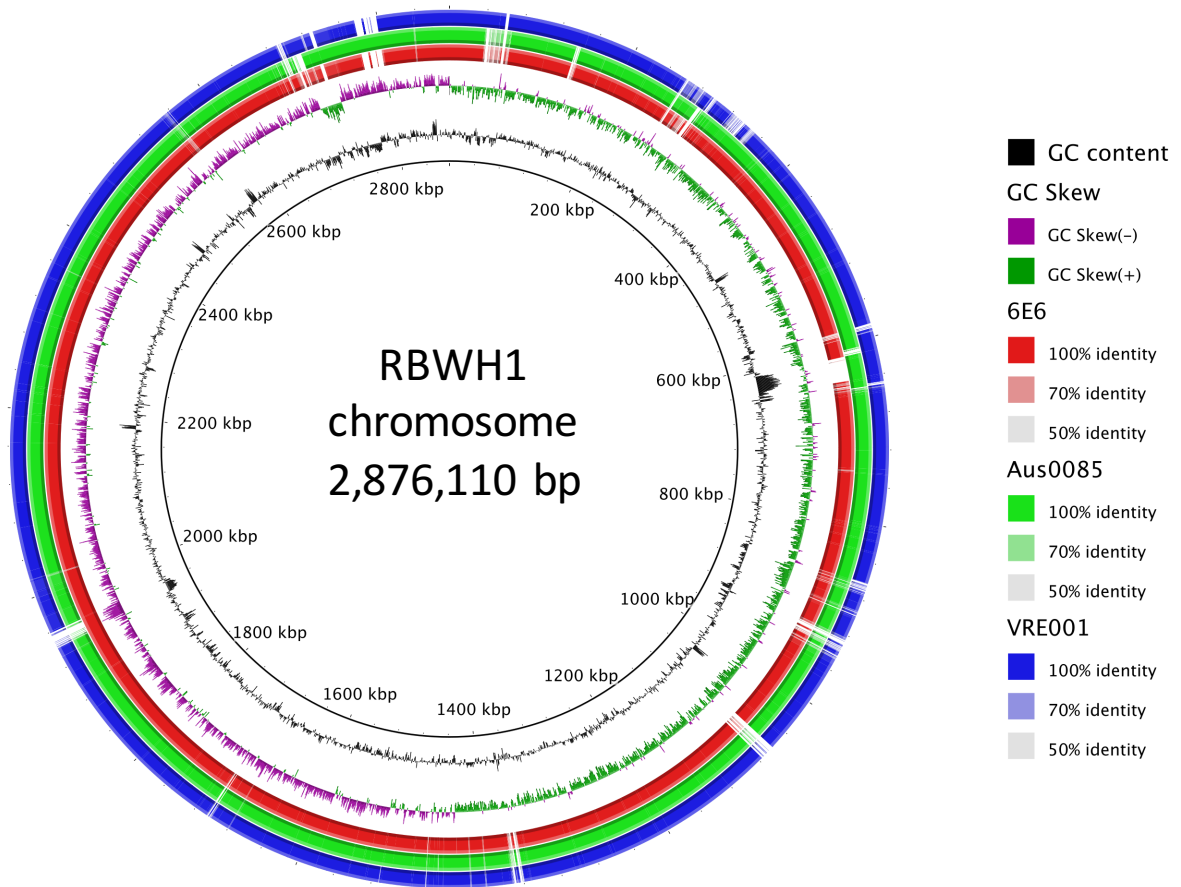 2800 kbp
200 kbp
2600 kbp
400 kbp
2400 kbp
600 kbp
2200 kbp
800 kbp
2000 kbp
1000 kbp
1800 kbp
1200 kbp
1600 kbp
1400 kbp
RBWH1
chromosome
2,876,110 bp
GC content
GC Skew
GC Skew(-)
GC Skew(+)
6E6
100% identity
70% identity
50% identity
Aus0085
100% identity
70% identity
50% identity
VRE001
100% identity
70% identity
50% identity